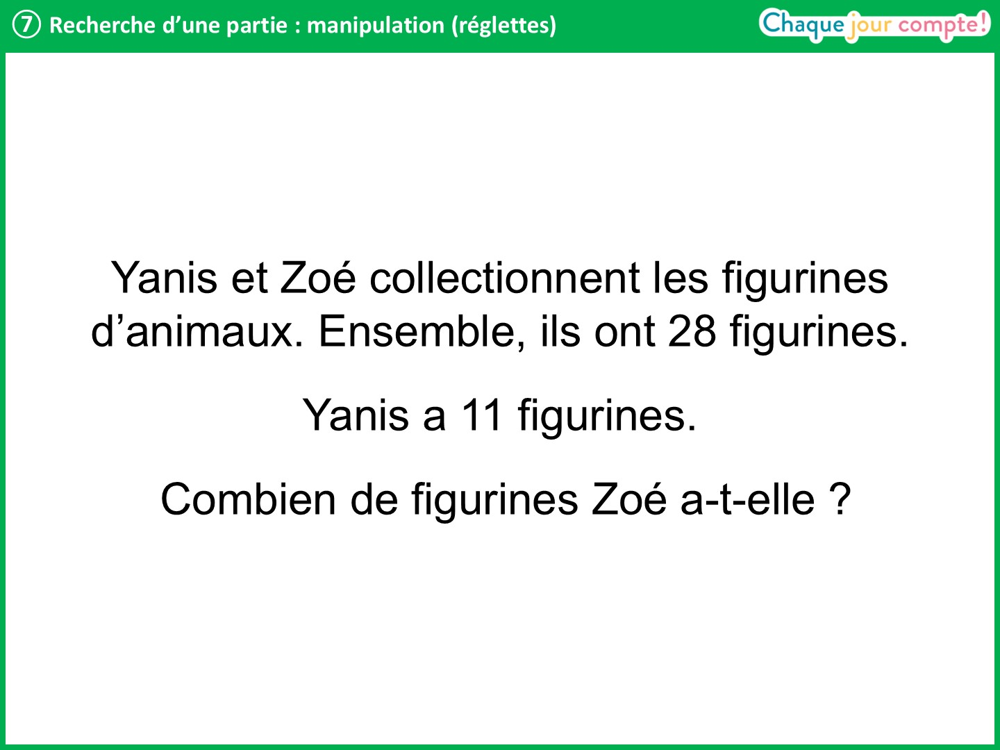 ⑦ Recherche d’une partie : manipulation (réglettes)
Chaque jour compte!
Yanis et Zoé collectionnent les figurines
d’animaux. Ensemble, ils ont 28 figurines.
Yanis a 11 figurines.
Combien de figurines Zoé a-t-elle ?